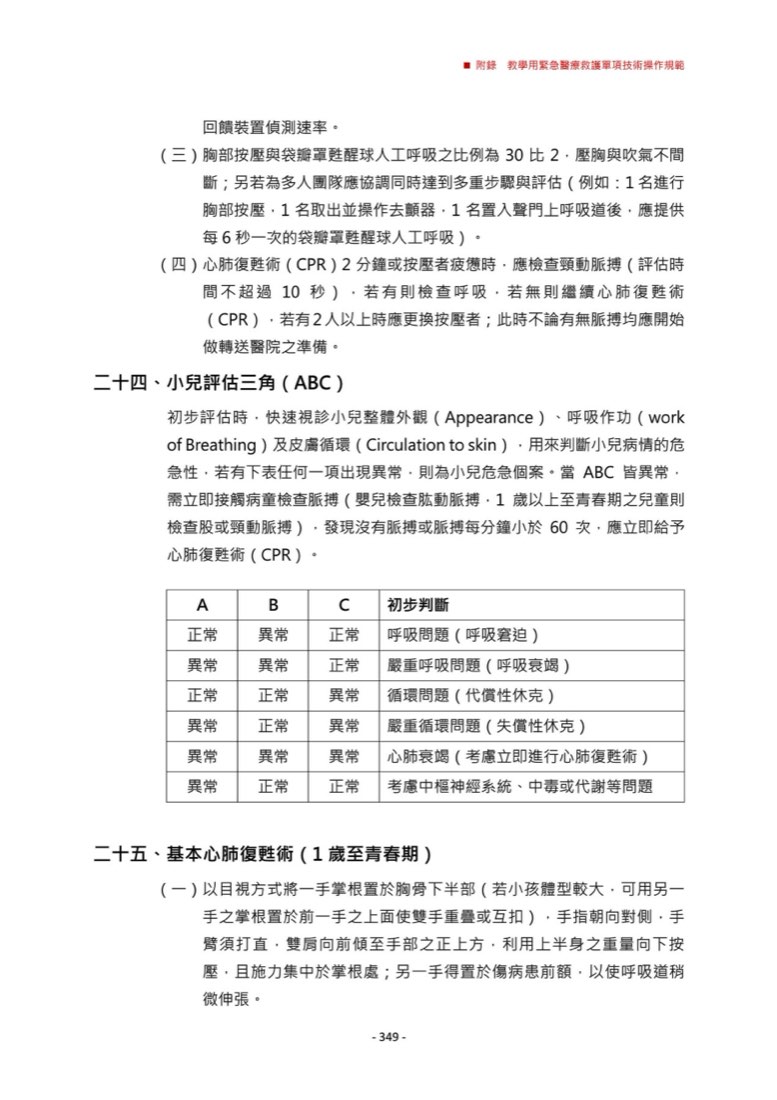 ■ 附錄　教學用緊急醫療救護單項技術操作規範
回饋裝置偵測速率。
（三）胸部按壓與袋瓣罩甦醒球人工呼吸之比例為 30 比 2，壓胸與吹氣不間
斷；另若為多人團隊應協調同時達到多重步驟與評估（例如：1 名進行
胸部按壓，1 名取出並操作去顫器，1 名置入聲門上呼吸道後，應提供
每 6 秒一次的袋瓣罩甦醒球人工呼吸）。
（四）心肺復甦術（CPR）2 分鐘或按壓者疲憊時，應檢查頸動脈搏（評估時
間不超過 10 秒），若有則檢查呼吸，若無則繼續心肺復甦術
（CPR），若有 2 人以上時應更換按壓者；此時不論有無脈搏均應開始
做轉送醫院之準備。
二十四、小兒評估三角（ABC）
初步評估時，快速視診小兒整體外觀（Appearance）、呼吸作功（work
of Breathing）及皮膚循環（Circulation to skin），用來判斷小兒病情的危
急性，若有下表任何一項出現異常，則為小兒危急個案。當 ABC 皆異常，
需立即接觸病童檢查脈搏（嬰兒檢查肱動脈搏，1 歲以上至青春期之兒童則
檢查股或頸動脈搏），發現沒有脈搏或脈搏每分鐘小於 60 次，應立即給予
心肺復甦術（CPR）。
A B C 初步判斷
正常 異常 正常 呼吸問題（呼吸窘迫）
異常 異常 正常 嚴重呼吸問題（呼吸衰竭）
正常 正常 異常 循環問題（代償性休克）
異常 正常 異常 嚴重循環問題（失償性休克）
異常 異常 異常 心肺衰竭（考慮立即進行心肺復甦術）
異常 正常 正常 考慮中樞神經系統、中毒或代謝等問題
二十五、基本心肺復甦術（1 歲至青春期）
（一）以目視方式將一手掌根置於胸骨下半部（若小孩體型較大，可用另一
手之掌根置於前一手之上面使雙手重疊或互扣），手指朝向對側，手
臂須打直，雙肩向前傾至手部之正上方，利用上半身之重量向下按
壓，且施力集中於掌根處；另一手得置於傷病患前額，以使呼吸道稍
微伸張。
- 349 -